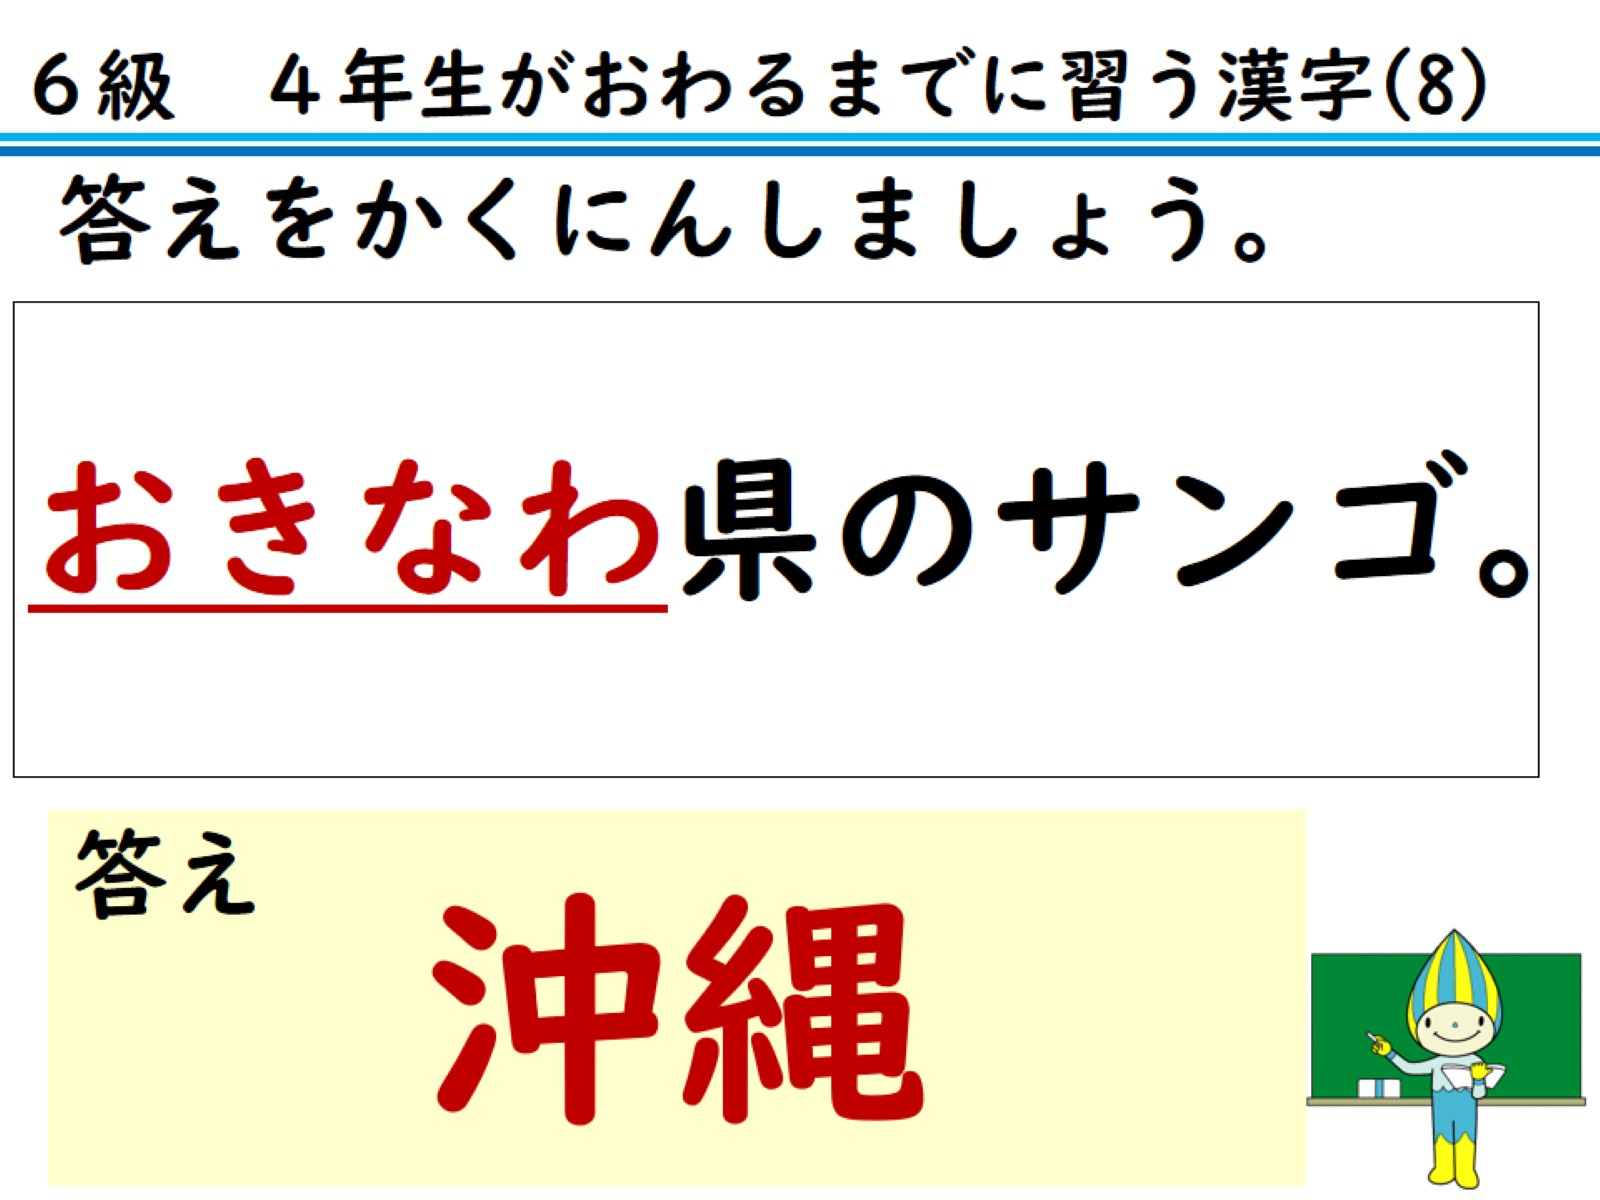 ６級　４年生がおわるまでに習う漢字(8)
答えをかくにんしましょう。
おきなわ県のサンゴ。
答え
沖縄